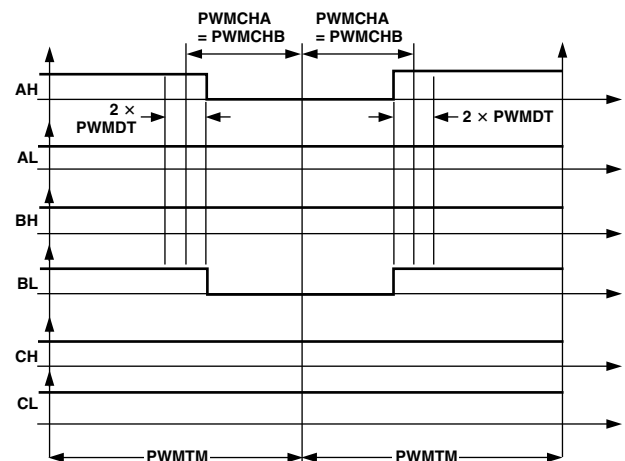 PWMCHA
= PWMCHB
PWMCHA
= PWMCHB
AH
2 ×
PWMDT
2 × PWMDT
AL
BH
BL
CH
CL
PWMTM
PWMTM